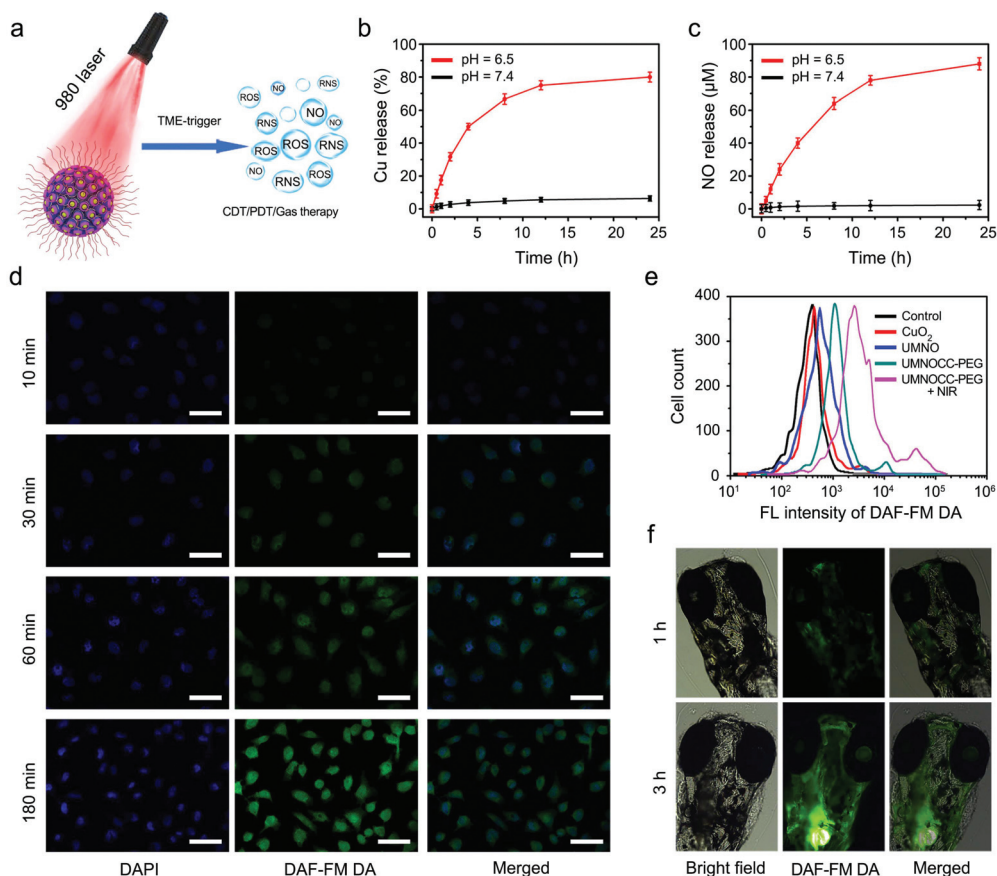 a
980 laser
TME-trigger
ROS
NO
RNS
RNS
NO
NO
ROS
ROS
RNS
NO
RNS
ROS
CDT/PDT/Gas therapy
b
Cu release (%)
100
80
60
40
20
0
pH = 6.5
pH = 7.4
0 5 10 15 20 25
Time (h)
c
NO release (µM)
100
80
60
40
20
0
pH = 6.5
pH = 7.4
0 5 10 15 20 25
Time (h)
d
10 min
30 min
60 min
180 min
DAPI DAF-FM DA Merged
e
Cell count
400
300
200
100
0
Control
CuO₂
UMNO
UMNOCC-PEG
UMNOCC-PEG
+ NIR
10¹ 10² 10³ 10⁴ 10⁵ 10⁶
FL intensity of DAF-FM DA
f
1 h
3 h
Bright field DAF-FM DA Merged